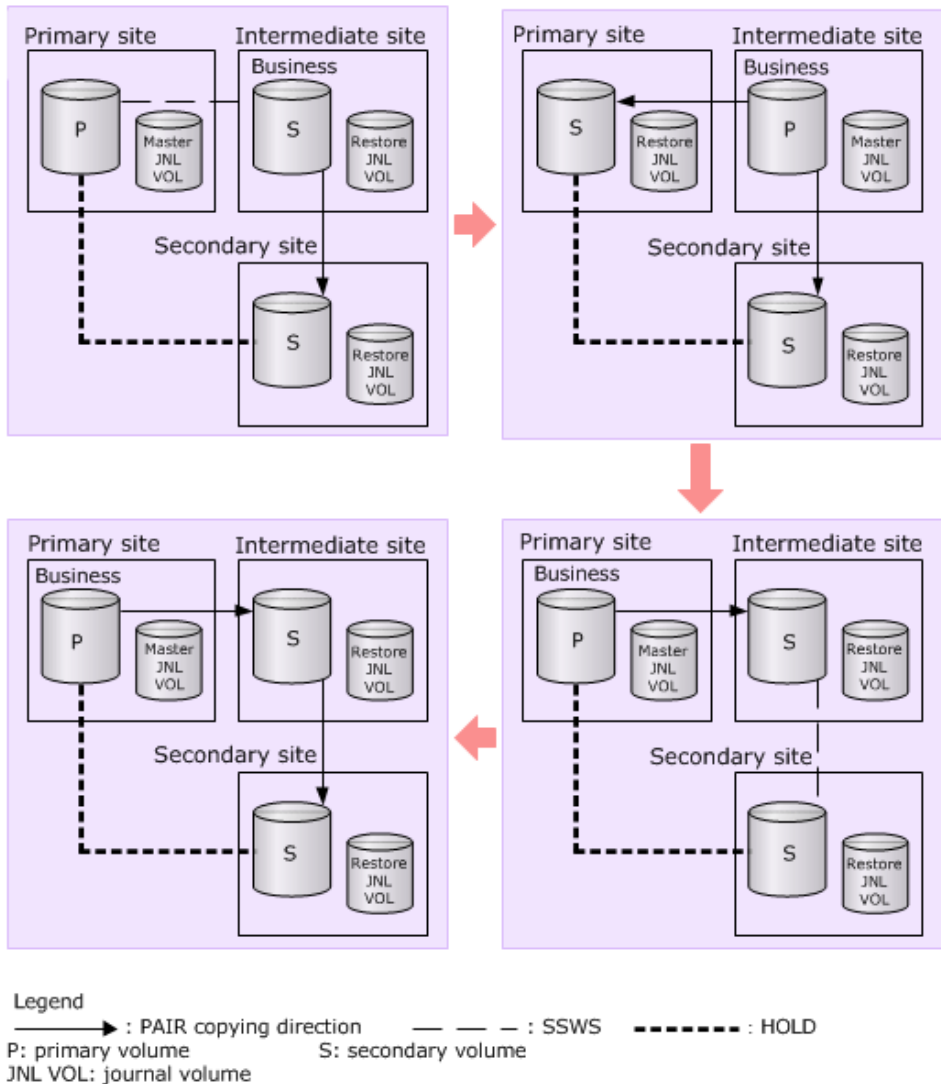 Primary site
Intermediate site
Business
P
Master
JNL
VOL
S
Restore
JNL
VOL
Secondary site
S
Restore
JNL
VOL
Primary site
Intermediate site
Business
S
Restore
JNL
VOL
P
Master
JNL
VOL
Secondary site
S
Restore
JNL
VOL
Primary site
Intermediate site
Business
P
Master
JNL
VOL
S
Restore
JNL
VOL
Secondary site
S
Restore
JNL
VOL
Primary site
Intermediate site
Business
P
Master
JNL
VOL
S
Restore
JNL
VOL
Secondary site
S
Restore
JNL
VOL
Legend
: PAIR copying direction : SSWS : HOLD
P: primary volume S: secondary volume
JNL VOL: journal volume